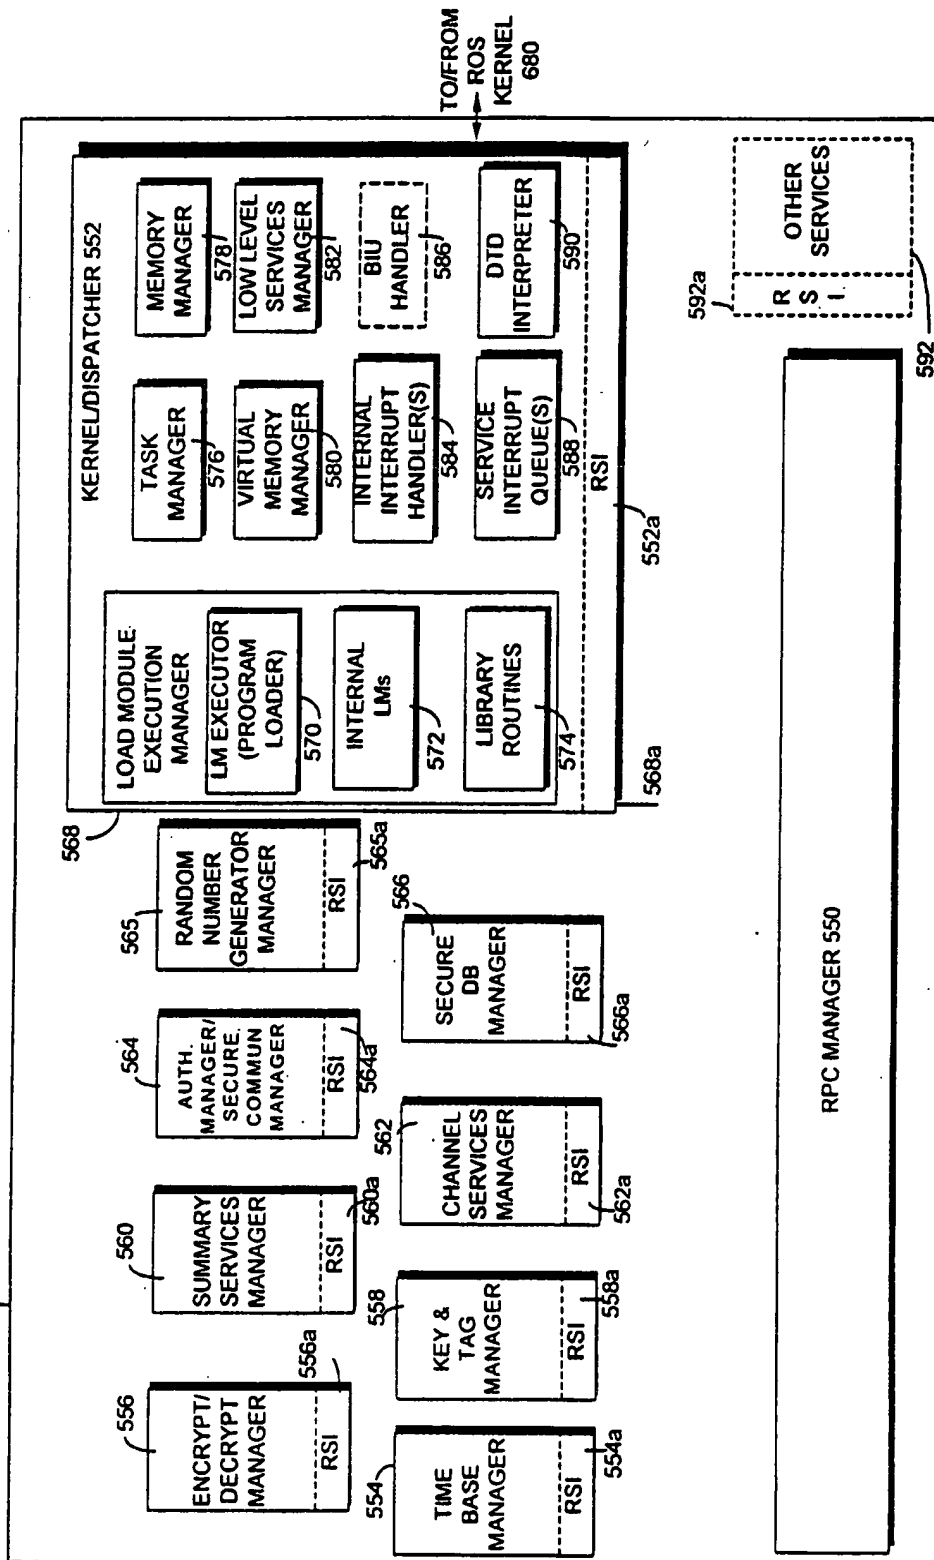 KERNEL/DISPATCHER 552
TO/FROM
ROS
KERNEL
680
568
LOAD MODULE
EXECUTION
MANAGER
LM EXECUTOR
(PROGRAM
LOADER)
570
INTERNAL
LMs
572
LIBRARY
ROUTINES
574
568a
TASK
MANAGER
576
VIRTUAL
MEMORY
MANAGER
580
INTERNAL
INTERRUPT
HANDLER(S)
584
SERVICE
INTERRUPT
QUEUE(S)
588
MEMORY
MANAGER
578
LOW LEVEL
SERVICES
MANAGER
582
BIU
HANDLER
586
DTD
INTERPRETER
590
RSI
552a
556
ENCRYPT/
DECRYPT
MANAGER
RSI
556a
560
SUMMARY
SERVICES
MANAGER
RSI
560a
564
AUTH.
MANAGER/
SECURE.
COMMUN
MANAGER
RSI
564a
565
RANDOM
NUMBER
GENERATOR
MANAGER
RSI
565a
554
TIME
BASE
MANAGER
RSI
554a
558
KEY &
TAG
MANAGER
RSI
558a
562
CHANNEL
SERVICES
MANAGER
RSI
562a
566
SECURE
DB
MANAGER
RSI
566a
592a
R
S
I
OTHER
SERVICES
592
RPC MANAGER 550